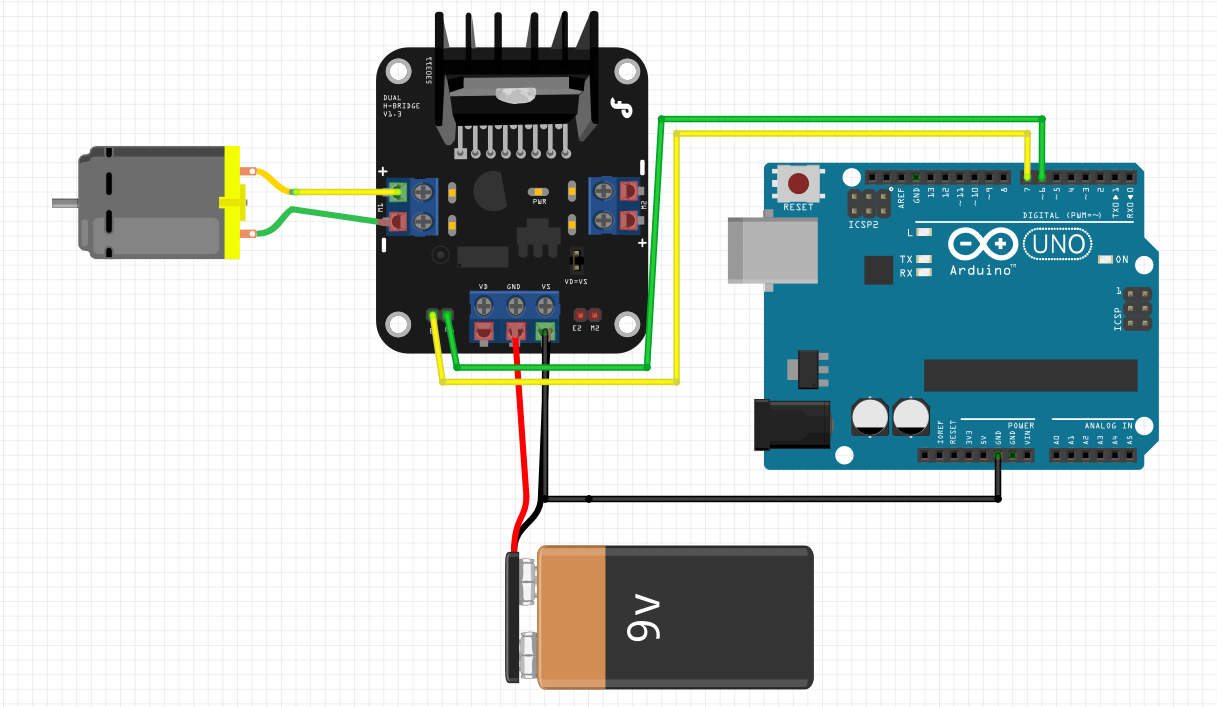 S30311
DUAL
H-BRIDGE
V1.3
+
M1
PWR
M2
+
VD=VS
VD GND VS
E2 M2
RESET
ICSP2
AREF
GND
13
12
~11
~10
~9
8
7
~6
~5
4
~3
2
TXD▶1
RXD◀0
DIGITAL (PWM=~)
L
TX
RX
UNO
Arduino™
ON
1
ICSP
POWER
ANALOG IN
IOREF
RESET
3V3
5V
GND
GND
VIN
A0
A1
A2
A3
A4
A5
9v